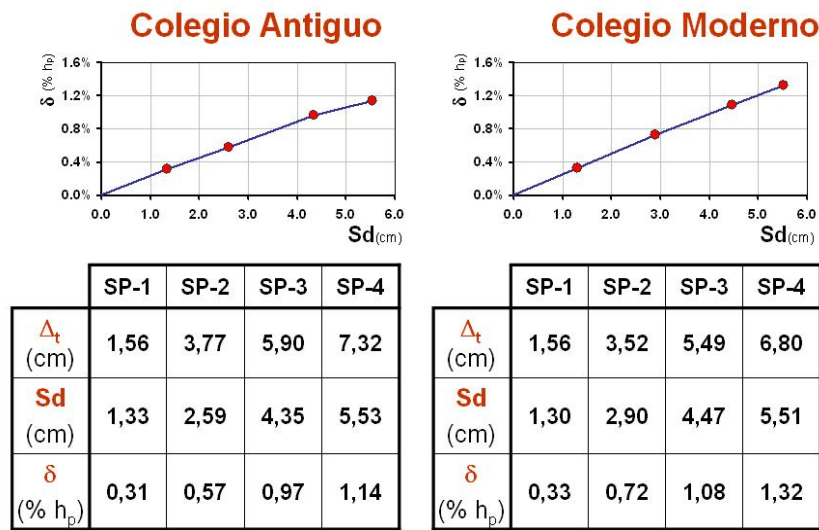 Colegio Antiguo
δ (% hp)
1.6%
1.2%
0.8%
0.4%
0.0%
0.0 1.0 2.0 3.0 4.0 5.0 6.0
Sd(cm)
SP-1 SP-2 SP-3 SP-4
Δt (cm) 1,56 3,77 5,90 7,32
Sd (cm) 1,33 2,59 4,35 5,53
δ (% hp) 0,31 0,57 0,97 1,14
Colegio Moderno
δ (% hp)
1.6%
1.2%
0.8%
0.4%
0.0%
0.0 1.0 2.0 3.0 4.0 5.0 6.0
Sd(cm)
SP-1 SP-2 SP-3 SP-4
Δt (cm) 1,56 3,52 5,49 6,80
Sd (cm) 1,30 2,90 4,47 5,51
δ (% hp) 0,33 0,72 1,08 1,32